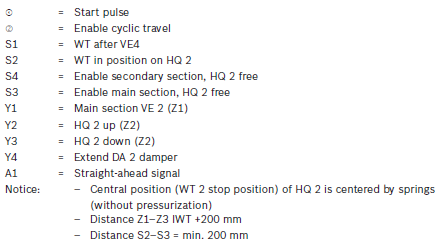 ① = Start pulse
② = Enable cyclic travel
S1 = WT after VE4
S2 = WT in position on HQ 2
S4 = Enable secondary section, HQ 2 free
S3 = Enable main section, HQ 2 free
Y1 = Main section VE 2 (Z1)
Y2 = HQ 2 up (Z2)
Y3 = HQ 2 down (Z2)
Y4 = Extend DA 2 damper
A1 = Straight-ahead signal
Notice: – Central position (WT 2 stop position) of HQ 2 is centered by springs
(without pressurization)
– Distance Z1–Z3 lWT +200 mm
– Distance S2–S3 = min. 200 mm